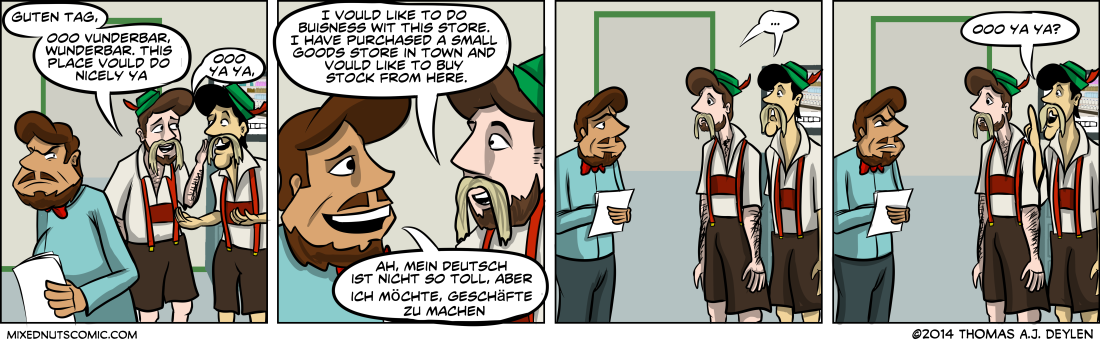 GUTEN TAG,
OOO VUNDERBAR,
WUNDERBAR. THIS
PLACE VOULD DO
NICELY YA
OOO
YA YA,
I VOULD LIKE TO DO
BUISNESS WIT THIS STORE.
I HAVE PURCHASED A SMALL
GOODS STORE IN TOWN AND
VOULD LIKE TO BUY
STOCK FROM HERE.
AH, MEIN DEUTSCH
IST NICHT SO TOLL, ABER
ICH MÖCHTE, GESCHÄFTE
ZU MACHEN
...
OOO YA YA?
MIXEDNUTSCOMIC.COM
©2014 THOMAS A.J. DEYLEN